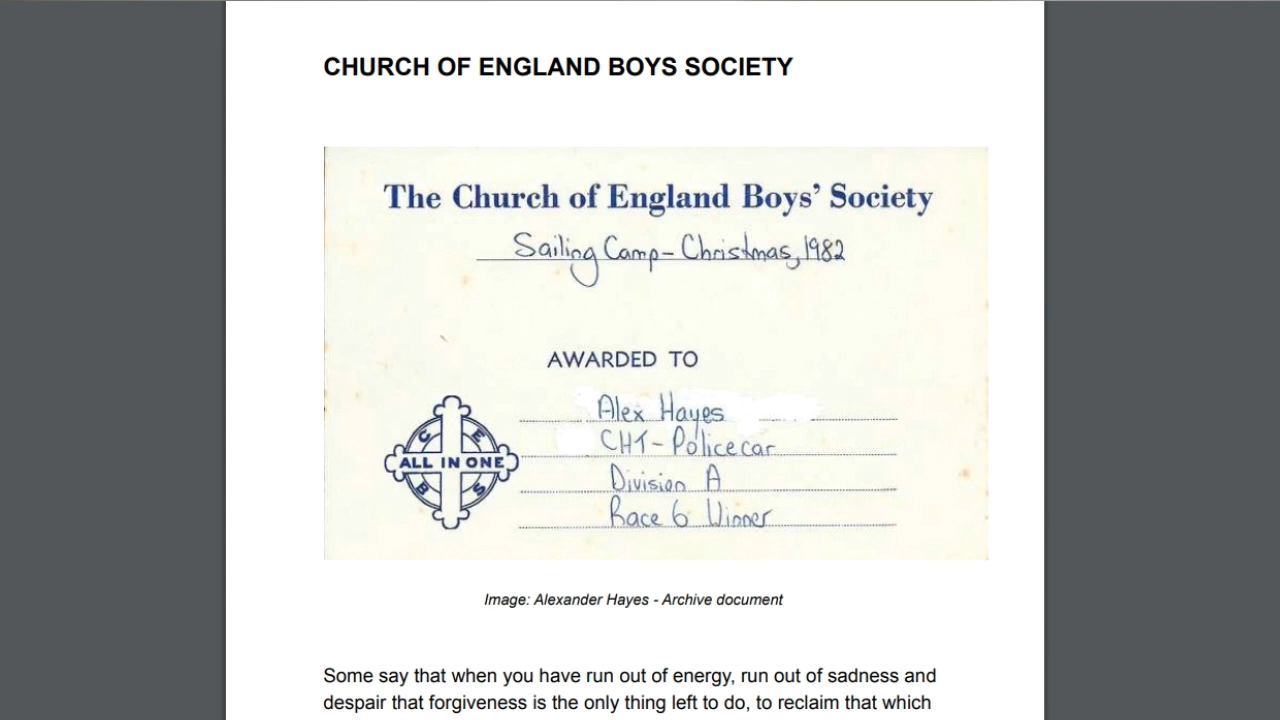 CHURCH OF ENGLAND BOYS SOCIETY
The Church of England Boys' Society
Sailing Camp - Christmas, 1982
AWARDED TO
Alex Hayes
CHT - Policecar
Division A
Race 6 Winner
C E
ALL IN ONE
B S
Image: Alexander Hayes - Archive document
Some say that when you have run out of energy, run out of sadness and
despair that forgiveness is the only thing left to do, to reclaim that which